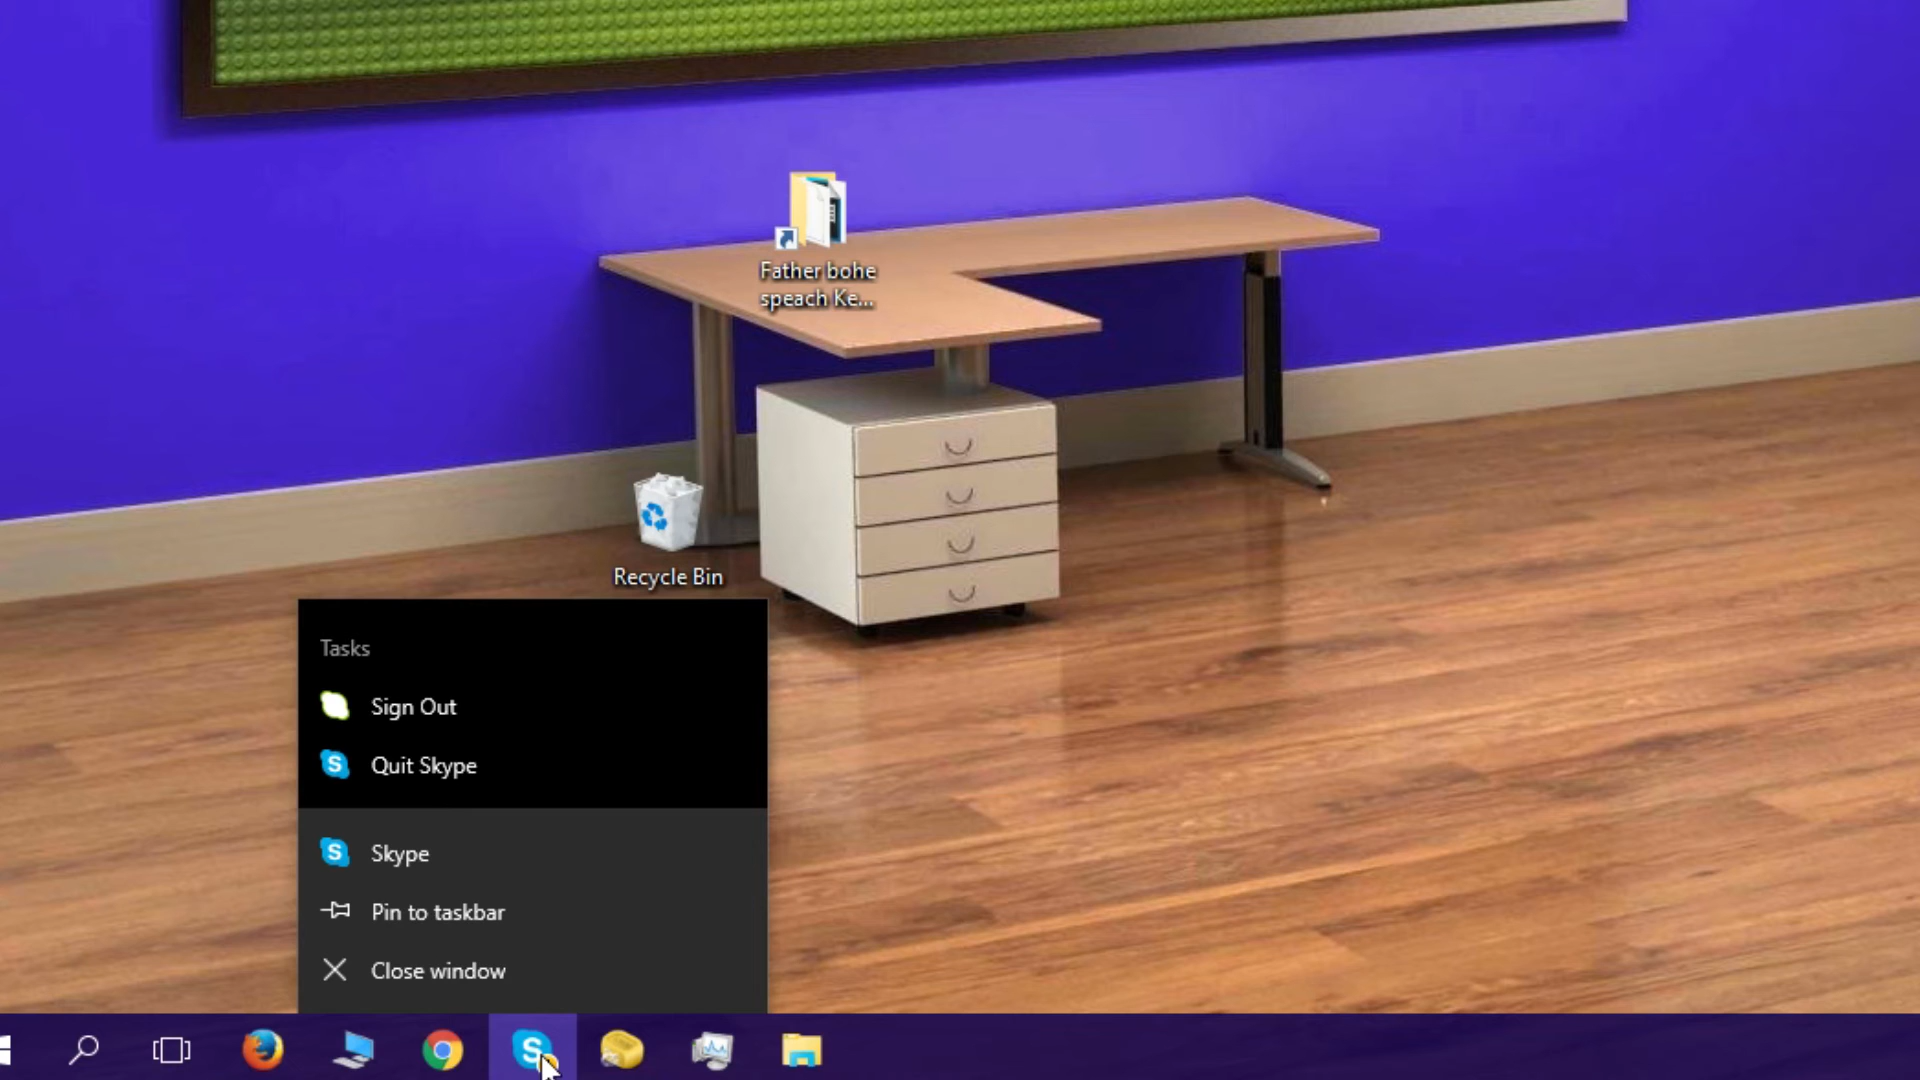 Father bohe
speach Ke...
Recycle Bin
Tasks
Sign Out
Quit Skype
Skype
Pin to taskbar
Close window